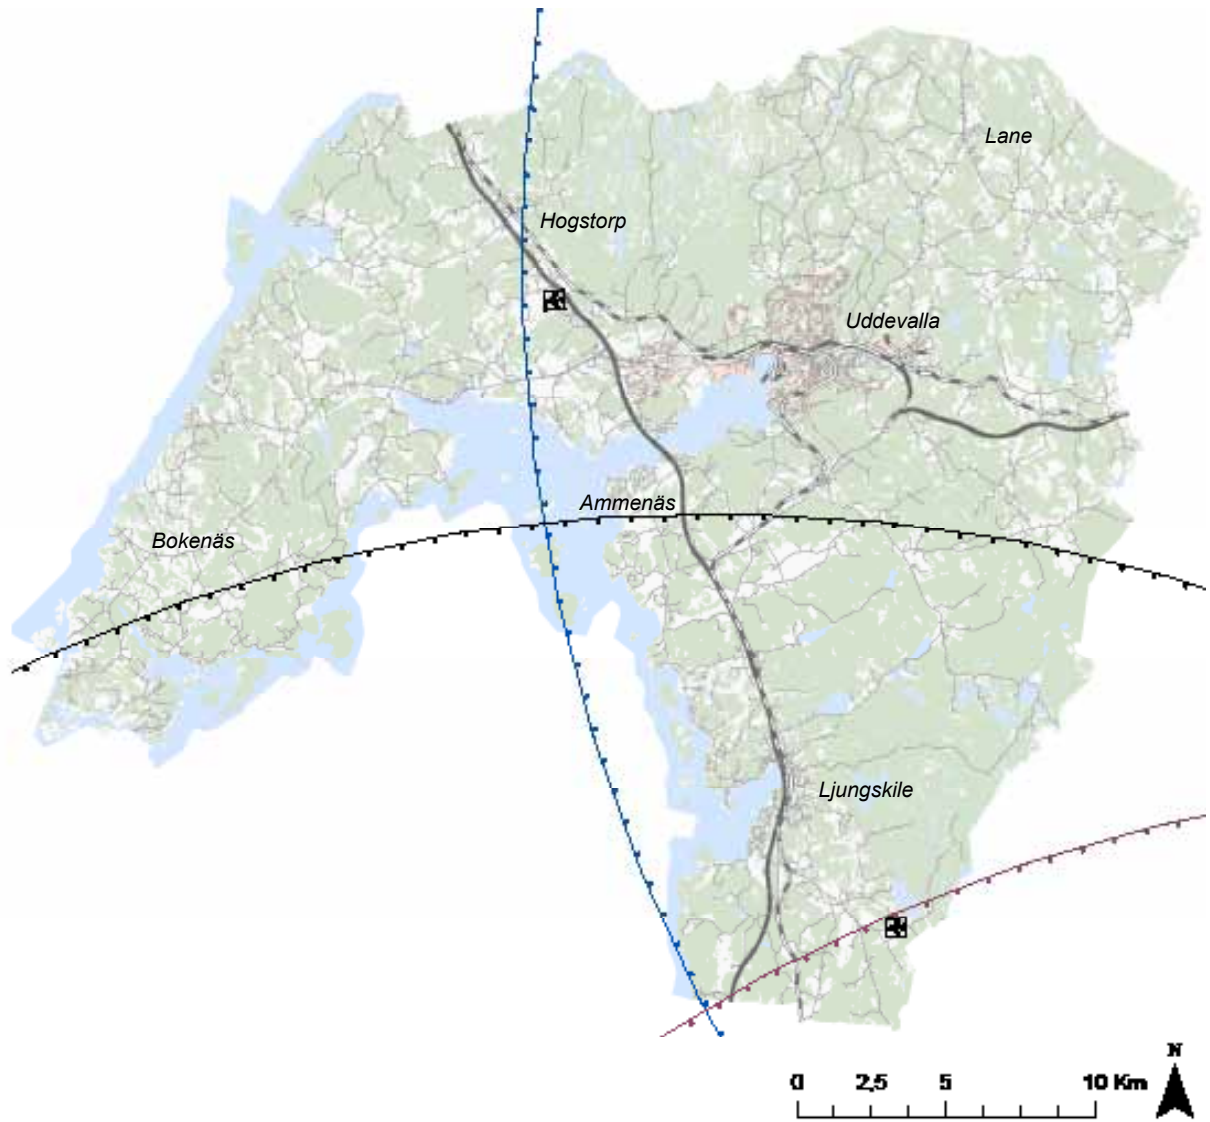 Lane
Hogstorp
Uddevalla
Ammenäs
Bokenäs
Ljungskile
N
0 2,5 5 10 Km